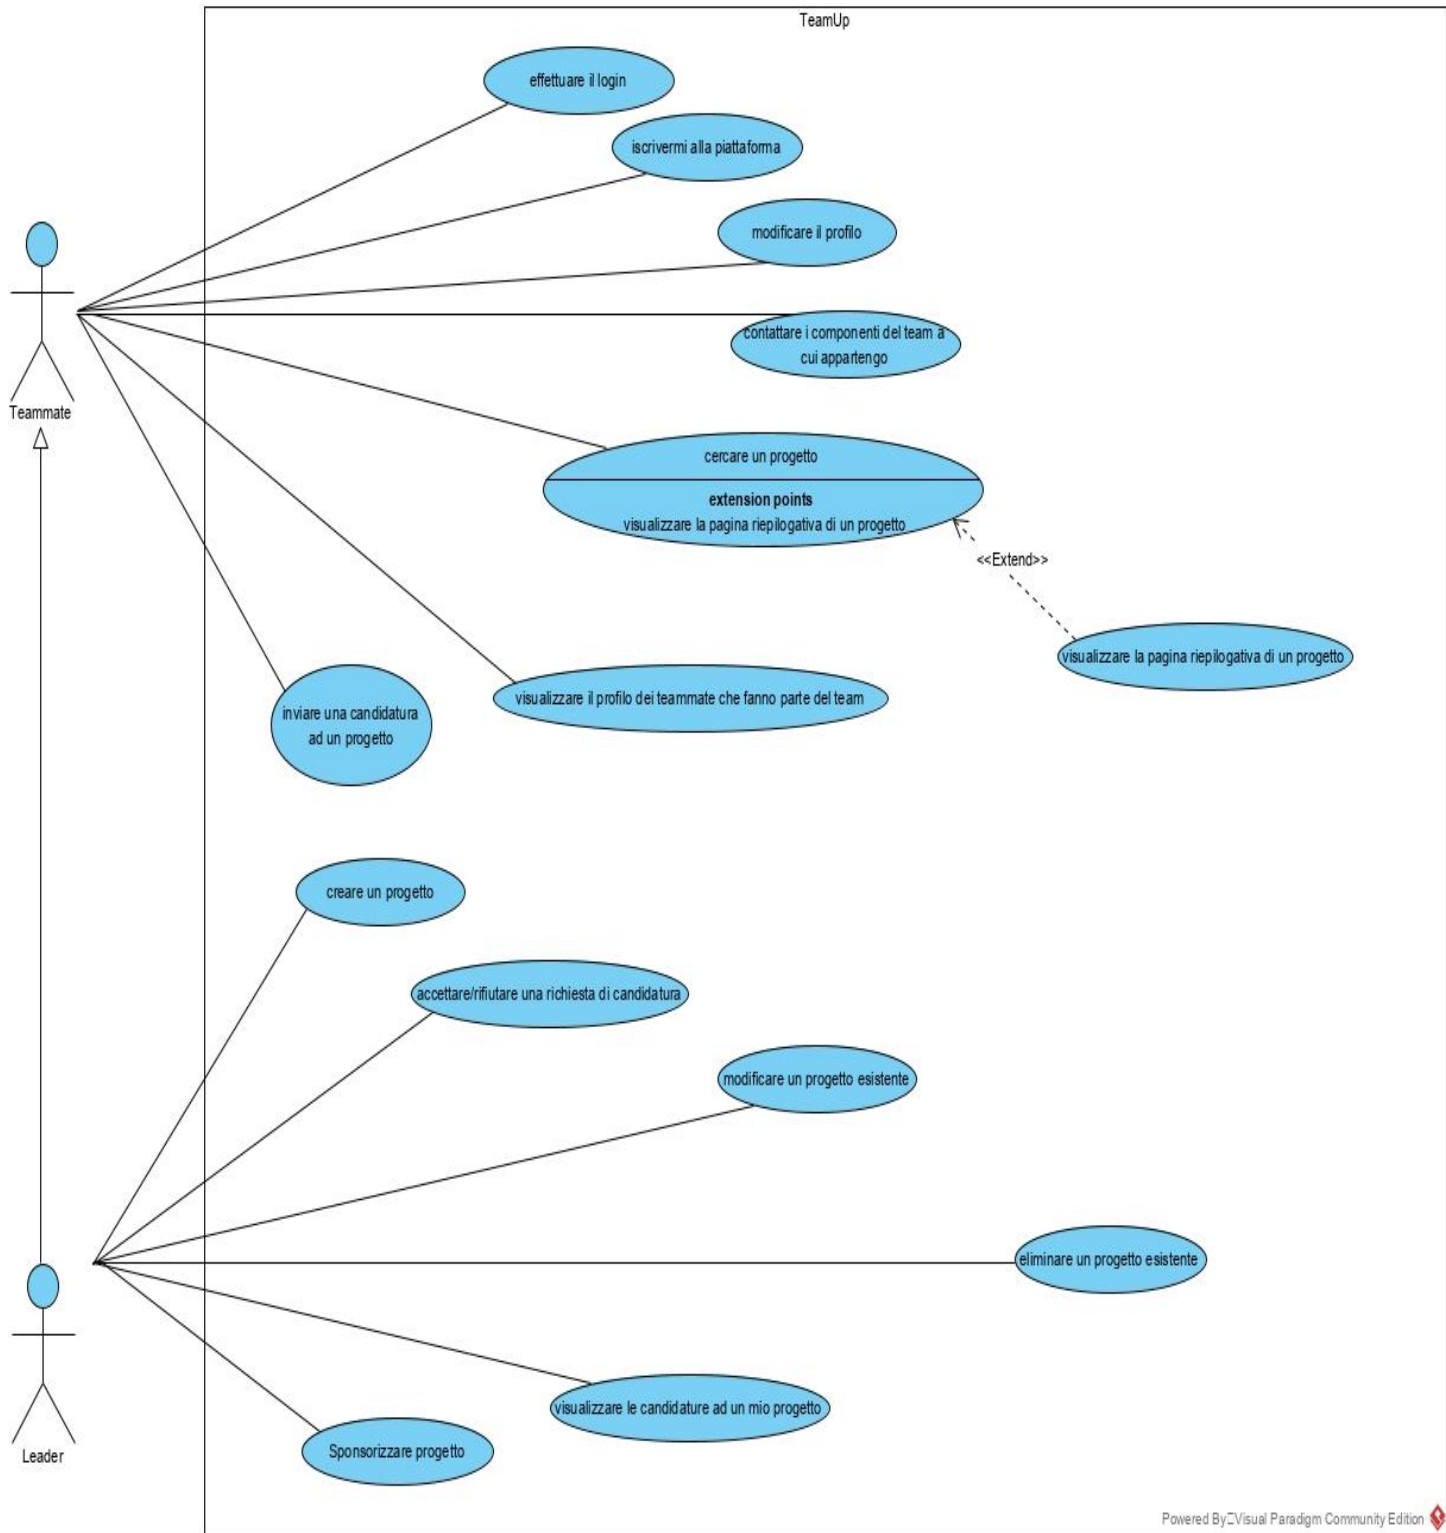 TeamUp
effettuare il login
iscrivermi alla piattaforma
modificare il profilo
contattare i componenti del team a
cui appartengo
Teammate
cercare un progetto
extension points
visualizzare la pagina riepilogativa di un progetto
<<Extend>>
visualizzare la pagina riepilogativa di un progetto
visualizzare il profilo dei teammate che fanno parte del team
inviare una candidatura
ad un progetto
creare un progetto
accettare/rifiutare una richiesta di candidatura
modificare un progetto esistente
eliminare un progetto esistente
visualizzare le candidature ad un mio progetto
Sponsorizzare progetto
Leader
Powered By Visual Paradigm Community Edition